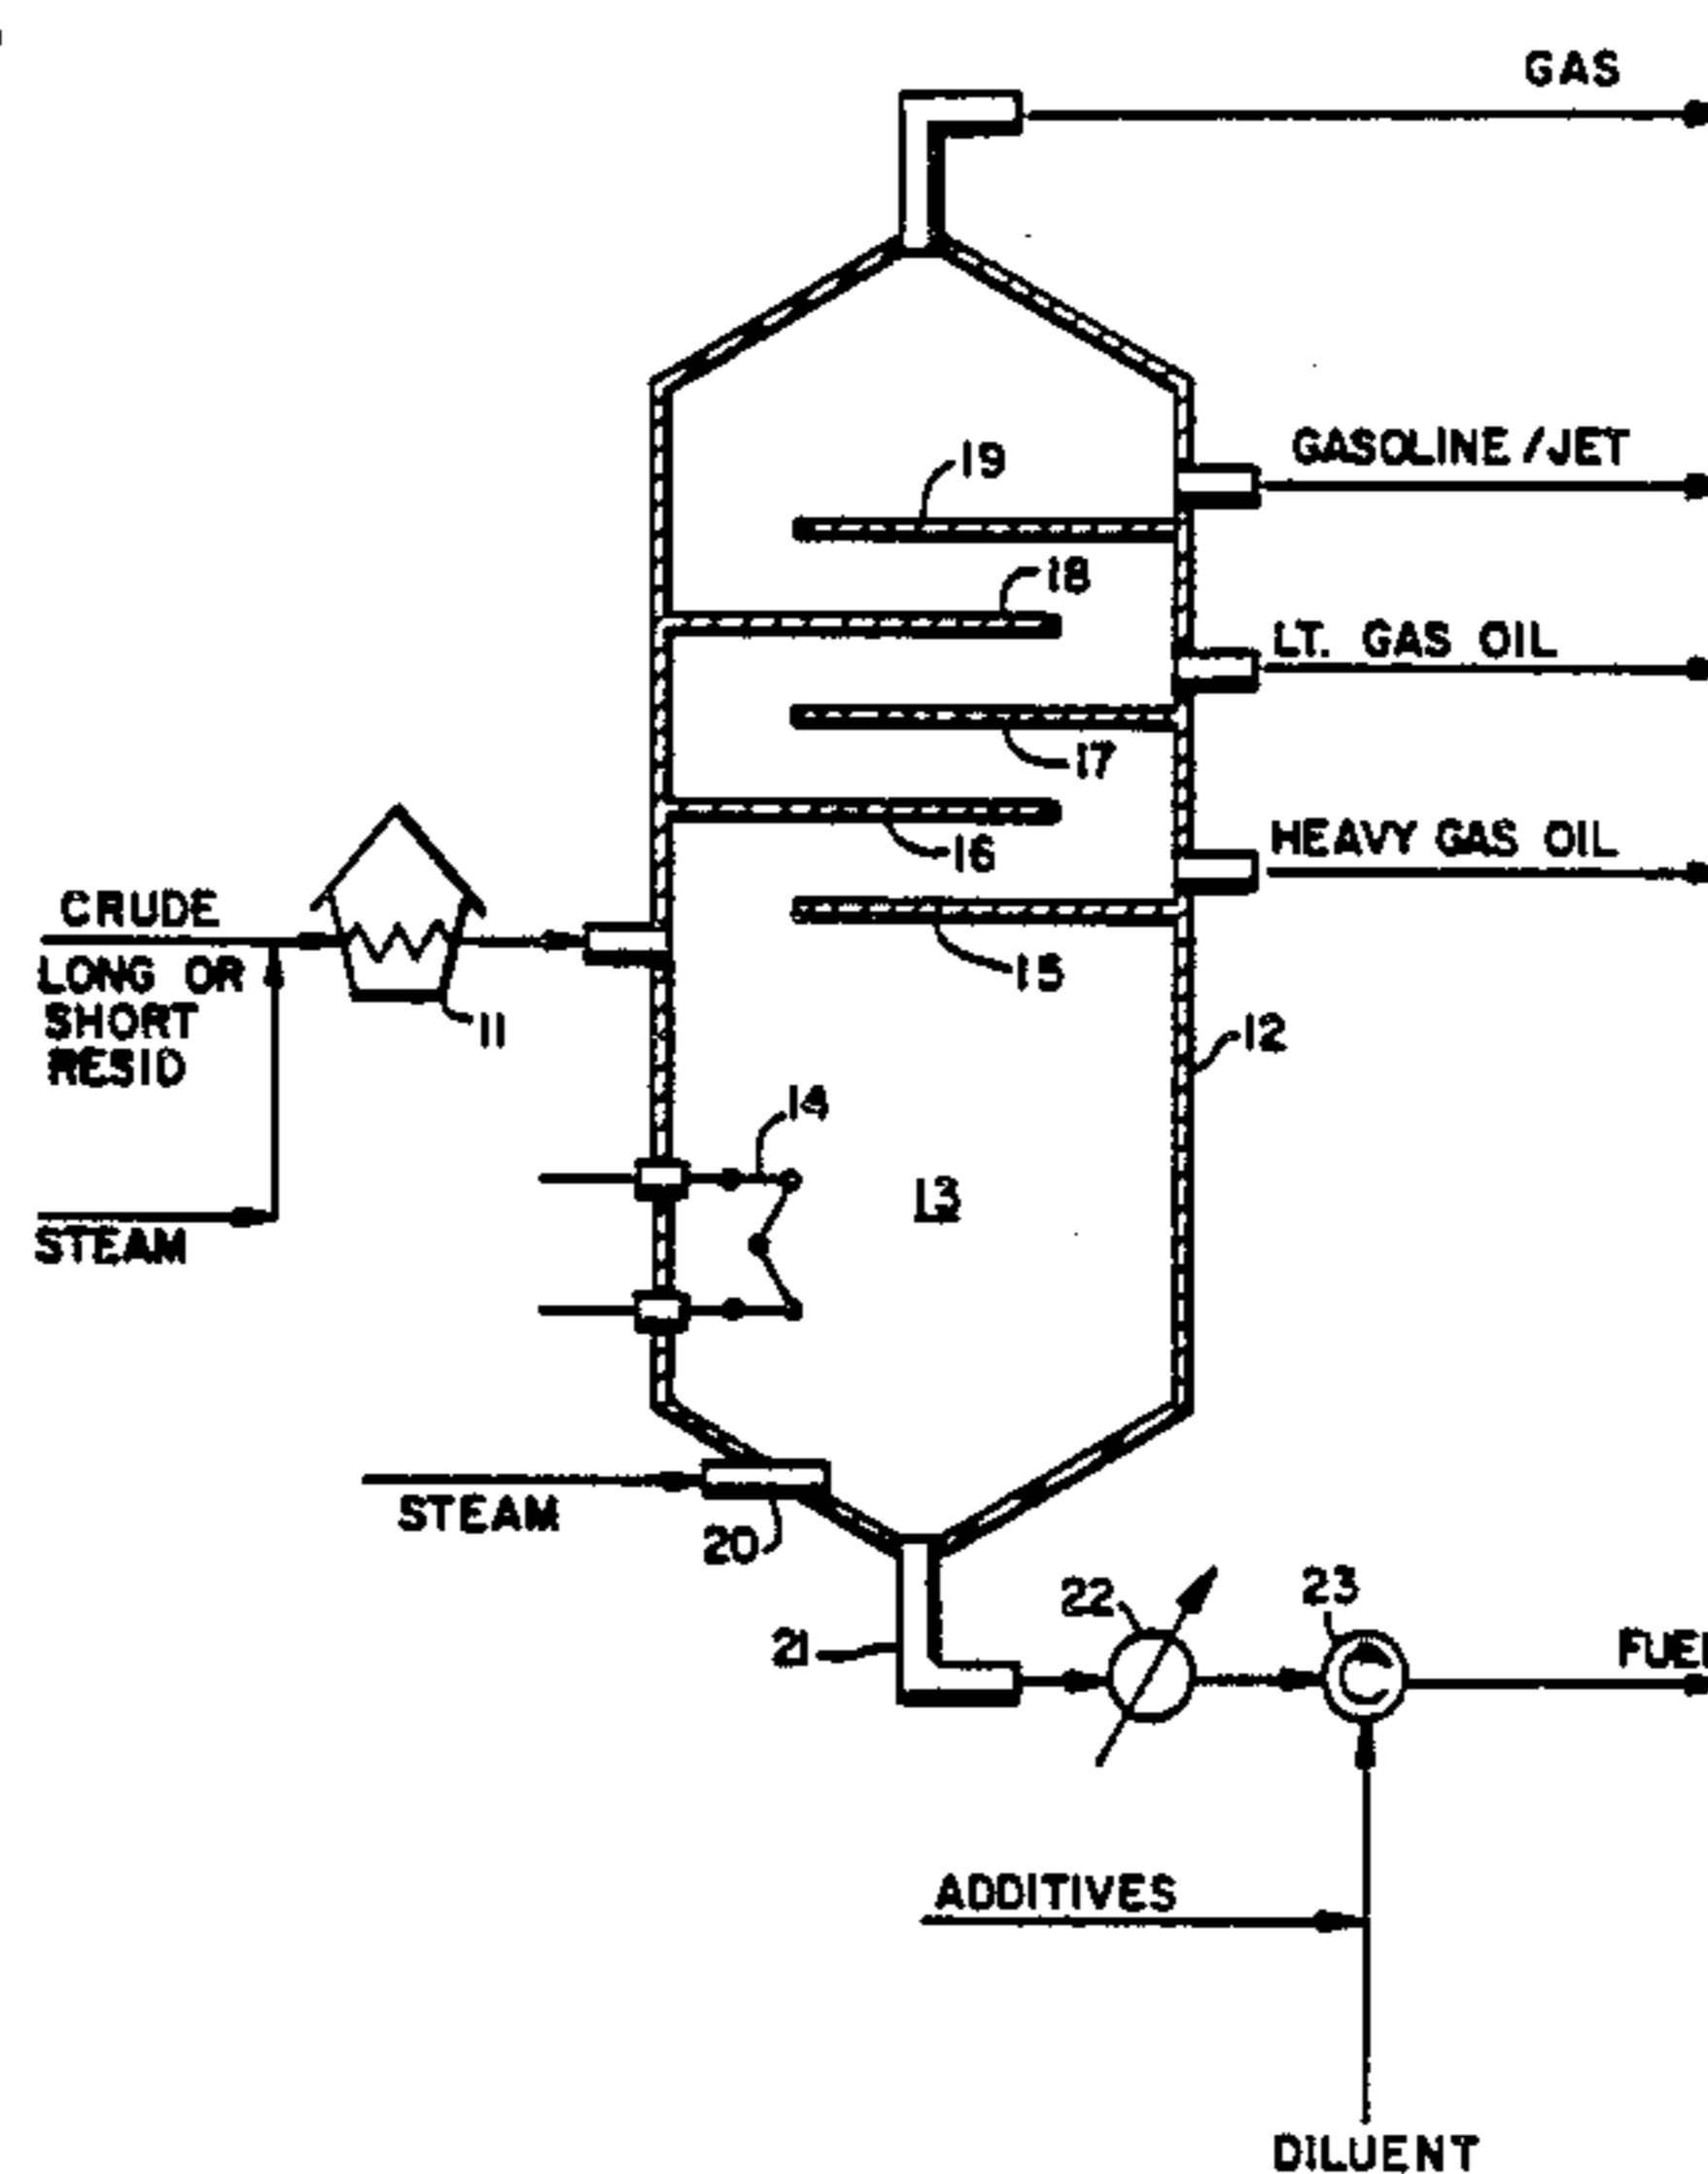 GAS
GASOLINE/JET
19
18
LT. GAS OIL
17
HEAVY GAS OIL
16
CRUDE
LONG OR
SHORT
RESID
15
11
12
14
13
STEAM
STEAM
20
22
23
21
FUEL
ADDITIVES
DILUENT